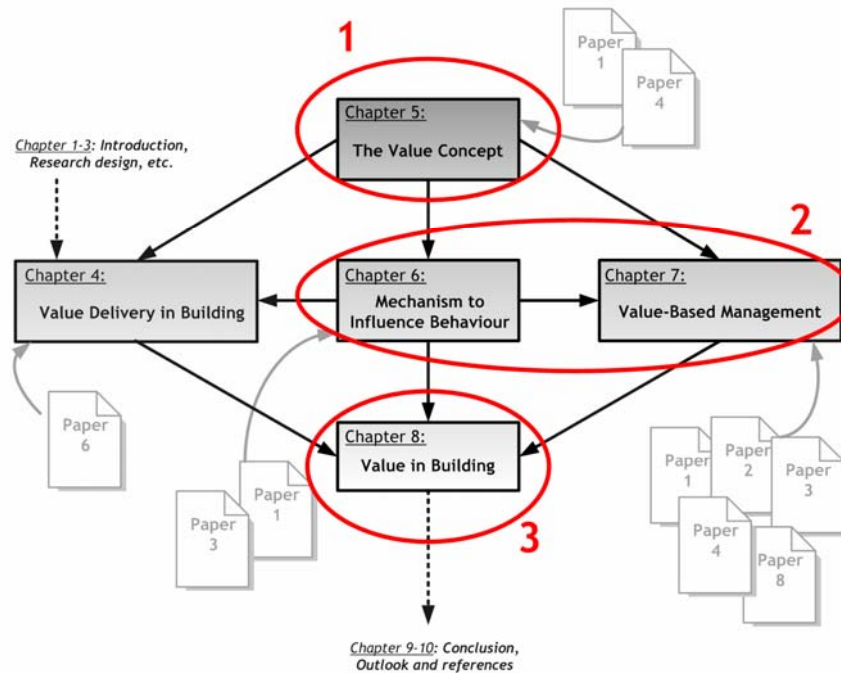 1
Paper
1
Paper
4
Chapter 5:
The Value Concept
Chapter 1-3: Introduction,
Research design, etc.
2
Chapter 4:
Value Delivery in Building
Chapter 6:
Mechanism to
Influence Behaviour
Chapter 7:
Value-Based Management
Paper
6
Chapter 8:
Value in Building
Paper
3
Paper
1
3
Paper
1
Paper
2
Paper
3
Paper
4
Paper
8
Chapter 9-10: Conclusion,
Outlook and references